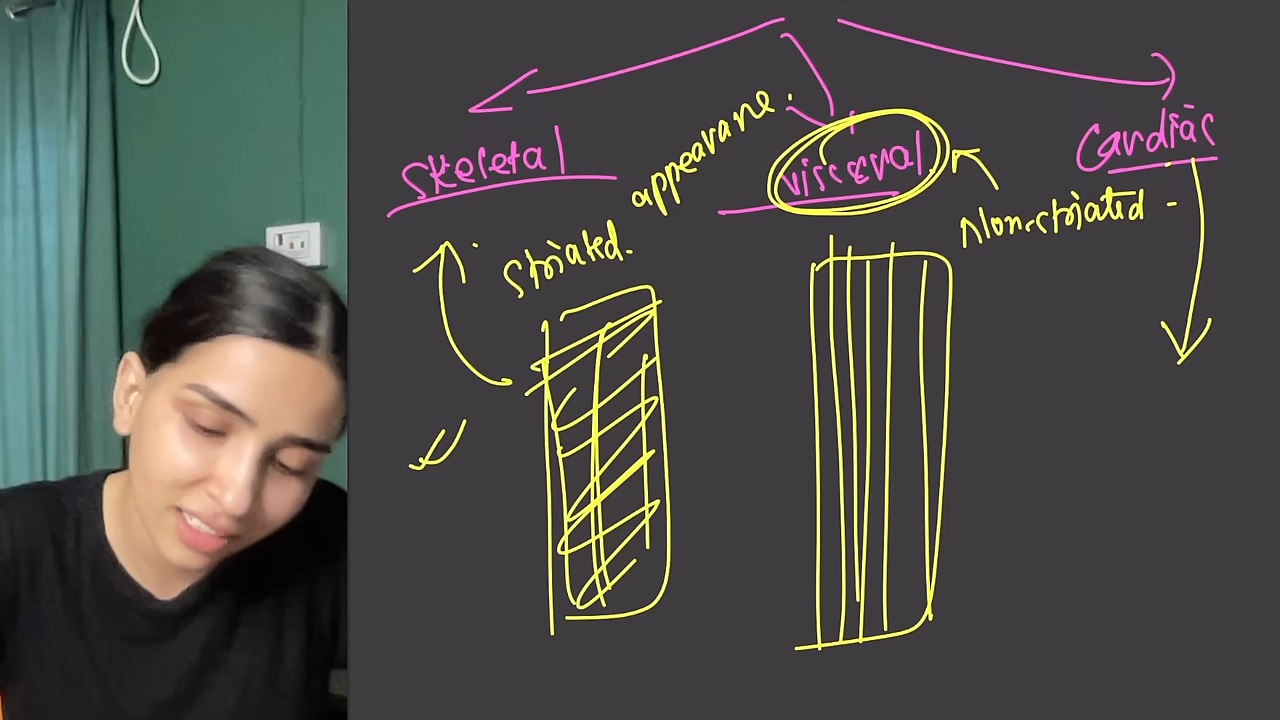 Skeletal
visceral
Cardiac
Striated.
appearane.
Non-striated -